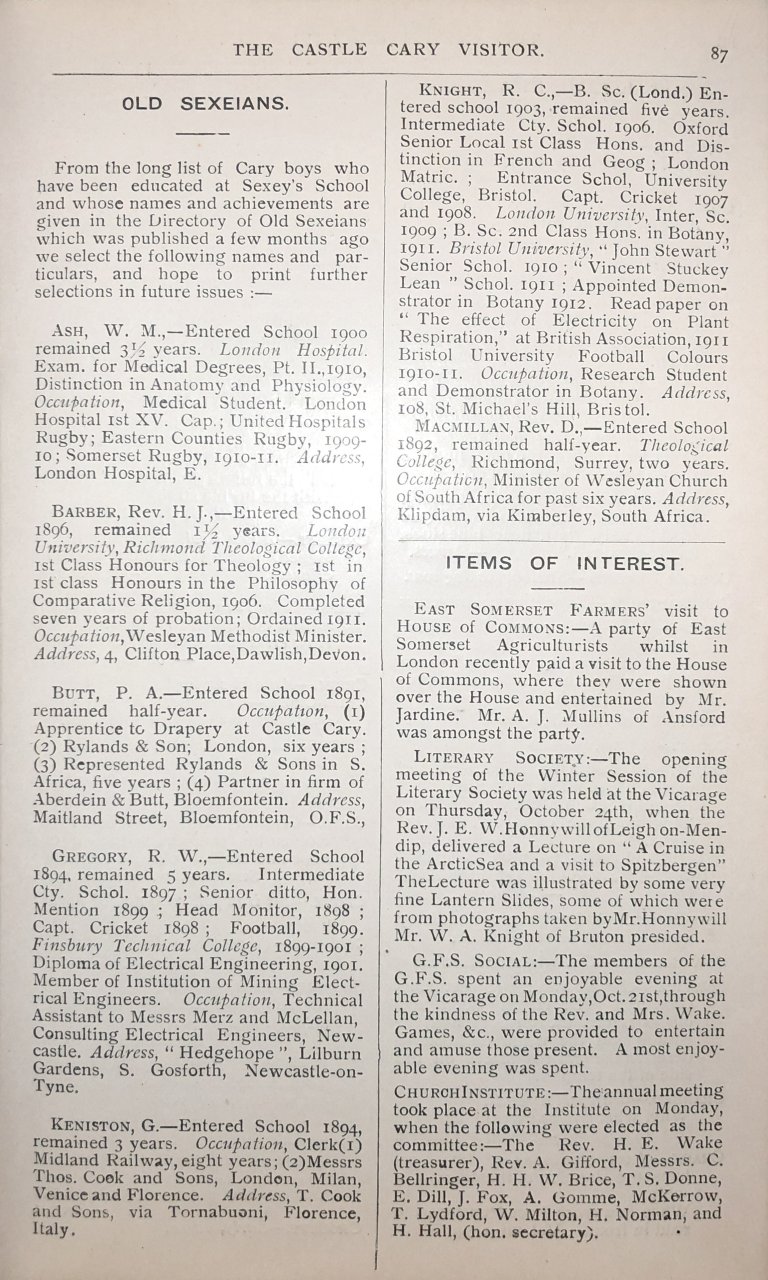 THE CASTLE CARY VISITOR. 87
OLD SEXEIANS.
From the long list of Cary boys who
have been educated at Sexey's School
and whose names and achievements are
given in the Directory of Old Sexeians
which was published a few months ago
we select the following names and par-
ticulars, and hope to print further
selections in future issues :—
ASH, W. M.,—Entered School 1900
remained 3½ years. London Hospital.
Exam. for Medical Degrees, Pt. II.,1910,
Distinction in Anatomy and Physiology.
Occupation, Medical Student. London
Hospital 1st XV. Cap.; United Hospitals
Rugby; Eastern Counties Rugby, 1909-
10; Somerset Rugby, 1910-11. Address,
London Hospital, E.
BARBER, Rev. H. J.,—Entered School
1896, remained 1½ years. London
University, Richmond Theological College,
1st Class Honours for Theology ; 1st in
1st class Honours in the Philosophy of
Comparative Religion, 1906. Completed
seven years of probation; Ordained 1911.
Occupation,Wesleyan Methodist Minister.
Address, 4, Clifton Place,Dawlish,Devon.
BUTT, P. A.—Entered School 1891,
remained half-year. Occupation, (1)
Apprentice to Drapery at Castle Cary.
(2) Rylands & Son; London, six years ;
(3) Represented Rylands & Sons in S.
Africa, five years ; (4) Partner in firm of
Aberdein & Butt, Bloemfontein. Address,
Maitland Street, Bloemfontein, O.F.S.,
GREGORY, R. W.,—Entered School
1894, remained 5 years. Intermediate
Cty. Schol. 1897 ; Senior ditto, Hon.
Mention 1899 ; Head Monitor, 1898 ;
Capt. Cricket 1898 ; Football, 1899.
Finsbury Technical College, 1899-1901 ;
Diploma of Electrical Engineering, 1901.
Member of Institution of Mining Elect-
rical Engineers. Occupation, Technical
Assistant to Messrs Merz and McLellan,
Consulting Electrical Engineers, New-
castle. Address, “ Hedgehope ”, Lilburn
Gardens, S. Gosforth, Newcastle-on-
Tyne.
KENISTON, G.—Entered School 1894,
remained 3 years. Occupation, Clerk(1)
Midland Railway, eight years; (2)Messrs
Thos. Cook and Sons, London, Milan,
Venice and Florence. Address, T. Cook
and Sons, via Tornabuoni, Florence,
Italy.
KNIGHT, R. C.,—B. Sc. (Lond.) En-
tered school 1903, remained five years.
Intermediate Cty. Schol. 1906. Oxford
Senior Local 1st Class Hons. and Dis-
tinction in French and Geog ; London
Matric. ; Entrance Schol, University
College, Bristol. Capt. Cricket 1907
and 1908. London University, Inter, Sc.
1909 ; B. Sc. 2nd Class Hons. in Botany,
1911. Bristol University, “ John Stewart ”
Senior Schol. 1910 ; “ Vincent Stuckey
Lean ” Schol. 1911 ; Appointed Demon-
strator in Botany 1912. Read paper on
“ The effect of Electricity on Plant
Respiration,” at British Association, 1911
Bristol University Football Colours
1910-11. Occupation, Research Student
and Demonstrator in Botany. Address,
108, St. Michael's Hill, Bristol.
MACMILLAN, Rev. D.,—Entered School
1892, remained half-year. Theological
College, Richmond, Surrey, two years.
Occupation, Minister of Wesleyan Church
of South Africa for past six years. Address,
Klipdam, via Kimberley, South Africa.
ITEMS OF INTEREST.
EAST SOMERSET FARMERS' visit to
HOUSE OF COMMONS:—A party of East
Somerset Agriculturists whilst in
London recently paid a visit to the House
of Commons, where they were shown
over the House and entertained by Mr.
Jardine. Mr. A. J. Mullins of Ansford
was amongst the party.
LITERARY SOCIETY:—The opening
meeting of the Winter Session of the
Literary Society was held at the Vicarage
on Thursday, October 24th, when the
Rev. J. E. W.Honnywill of Leigh on-Men-
dip, delivered a Lecture on “ A Cruise in
the ArcticSea and a visit to Spitzbergen”
TheLecture was illustrated by some very
fine Lantern Slides, some of which were
from photographs taken by Mr.Honnywill
Mr. W. A. Knight of Bruton presided.
G.F.S. SOCIAL:—The members of the
G.F.S. spent an enjoyable evening at
the Vicarage on Monday,Oct. 21st,through
the kindness of the Rev. and Mrs. Wake.
Games, &c., were provided to entertain
and amuse those present. A most enjoy-
able evening was spent.
CHURCH INSTITUTE:—The annual meeting
took place at the Institute on Monday,
when the following were elected as the
committee:—The Rev. H. E. Wake
(treasurer), Rev. A. Gifford, Messrs. C.
Bellringer, H. H. W. Brice, T. S. Donne,
E. Dill, J. Fox, A. Gomme, McKerrow,
T. Lydford, W. Milton, H. Norman, and
H. Hall, (hon. secretary).